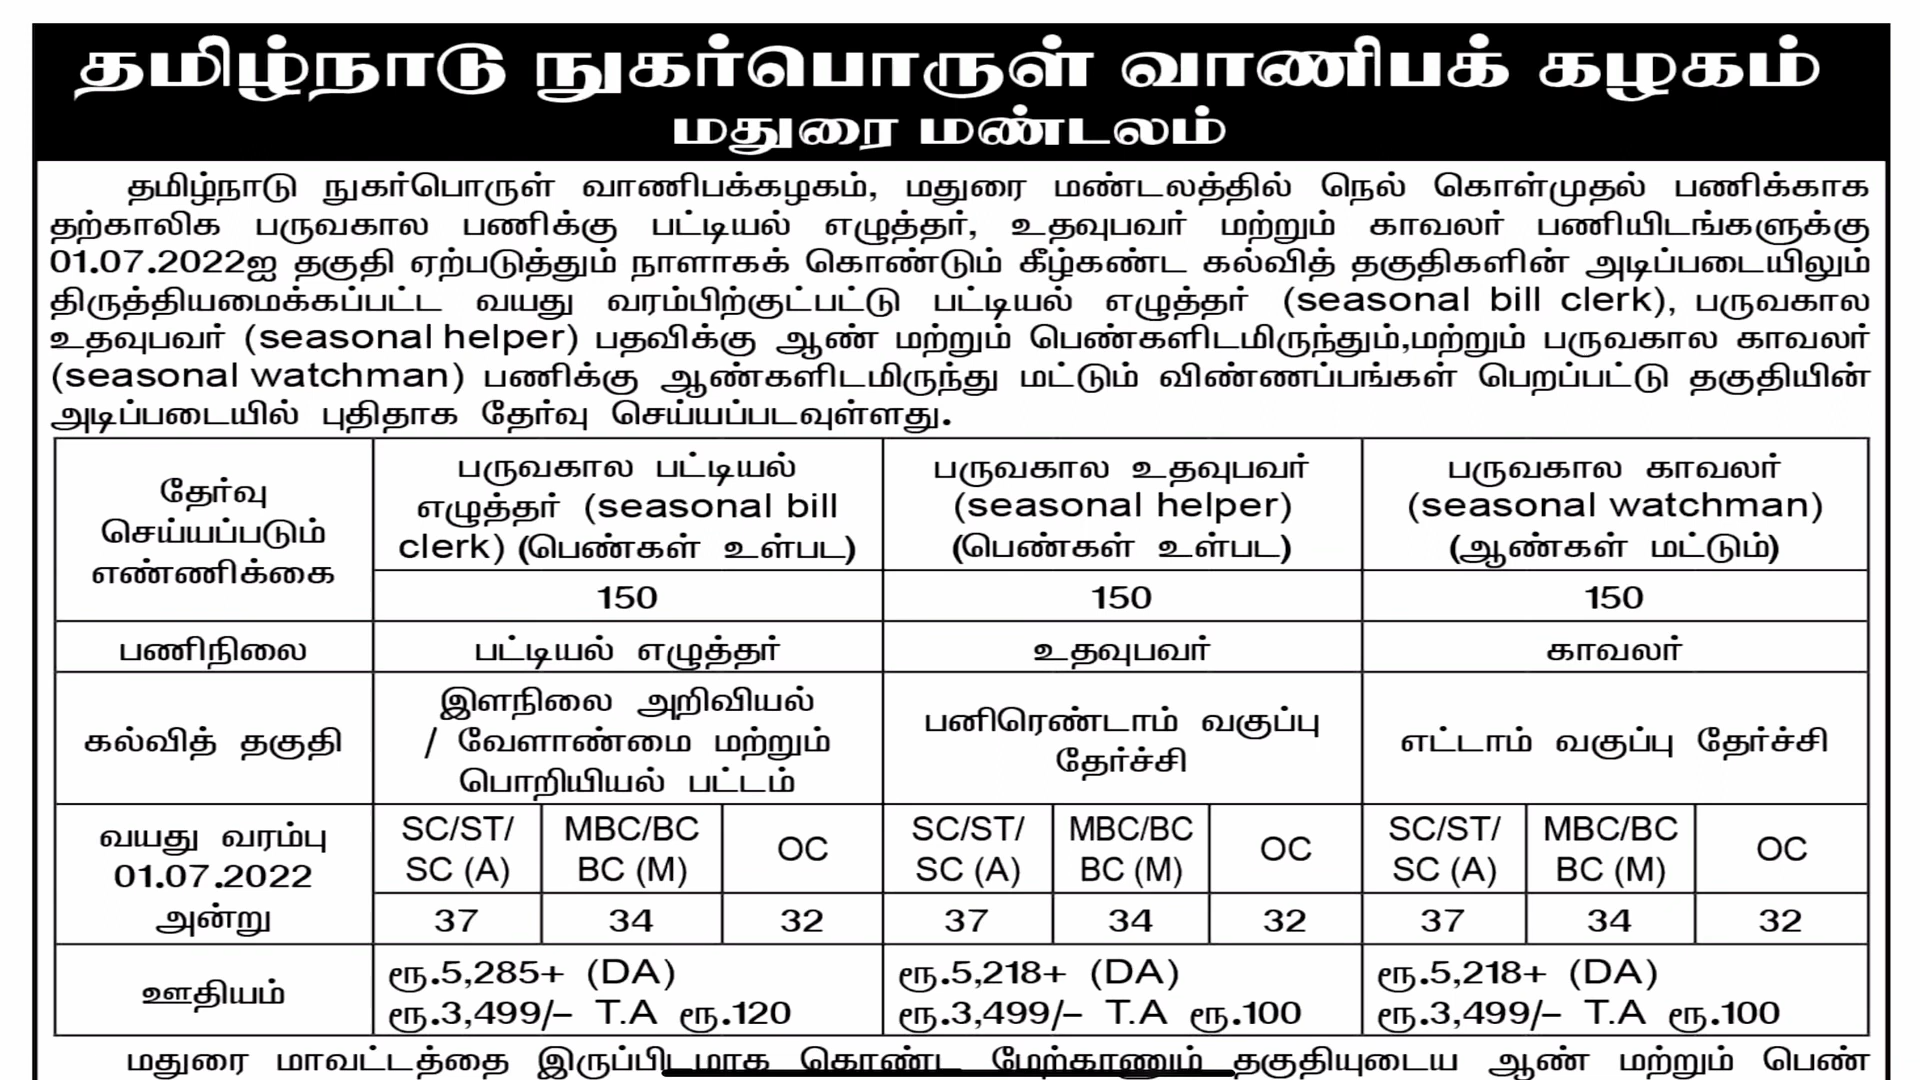 தமிழ்நாடு நுகர்பொருள் வாணிபக் கழகம்
மதுரை மண்டலம்
தமிழ்நாடு நுகர்பொருள் வாணிபக்கழகம், மதுரை மண்டலத்தில் நெல் கொள்முதல் பணிக்காக
தற்காலிக பருவகால பணிக்கு பட்டியல் எழுத்தர், உதவுபவர் மற்றும் காவலர் பணியிடங்களுக்கு
01.07.2022ஐ தகுதி ஏற்படுத்தும் நாளாகக் கொண்டும் கீழ்கண்ட கல்வித் தகுதிகளின் அடிப்படையிலும்
திருத்தியமைக்கப்பட்ட வயது வரம்பிற்குட்பட்டு பட்டியல் எழுத்தர் (seasonal bill clerk), பருவகால
உதவுபவர் (seasonal helper) பதவிக்கு ஆண் மற்றும் பெண்களிடமிருந்தும்,மற்றும் பருவகால காவலர்
(seasonal watchman) பணிக்கு ஆண்களிடமிருந்து மட்டும் விண்ணப்பங்கள் பெறப்பட்டு தகுதியின்
அடிப்படையில் புதிதாக தேர்வு செய்யப்படவுள்ளது.
தேர்வு
செய்யப்படும்
எண்ணிக்கை
பருவகால பட்டியல்
எழுத்தர் (seasonal bill
clerk) (பெண்கள் உள்பட)
பருவகால உதவுபவர்
(seasonal helper)
(பெண்கள் உள்பட)
பருவகால காவலர்
(seasonal watchman)
(ஆண்கள் மட்டும்)
150 150 150
பணிநிலை பட்டியல் எழுத்தர் உதவுபவர் காவலர்
கல்வித் தகுதி
இளநிலை அறிவியல்
/ வேளாண்மை மற்றும்
பொறியியல் பட்டம்
பனிரெண்டாம் வகுப்பு
தேர்ச்சி
எட்டாம் வகுப்பு தேர்ச்சி
வயது வரம்பு
01.07.2022
அன்று
SC/ST/
SC (A)
MBC/BC
BC (M)
OC
SC/ST/
SC (A)
MBC/BC
BC (M)
OC
SC/ST/
SC (A)
MBC/BC
BC (M)
OC
37 34 32 37 34 32 37 34 32
ஊதியம்
ரூ.5,285+ (DA)
ரூ.3,499/– T.A ரூ.120
ரூ.5,218+ (DA)
ரூ.3,499/– T.A ரூ.100
ரூ.5,218+ (DA)
ரூ.3,499/– T.A ரூ.100
மதுரை மாவட்டத்தை இருப்பிடமாக கொண்ட மேற்காணும் தகுதியுடைய ஆண் மற்றும் பெண்